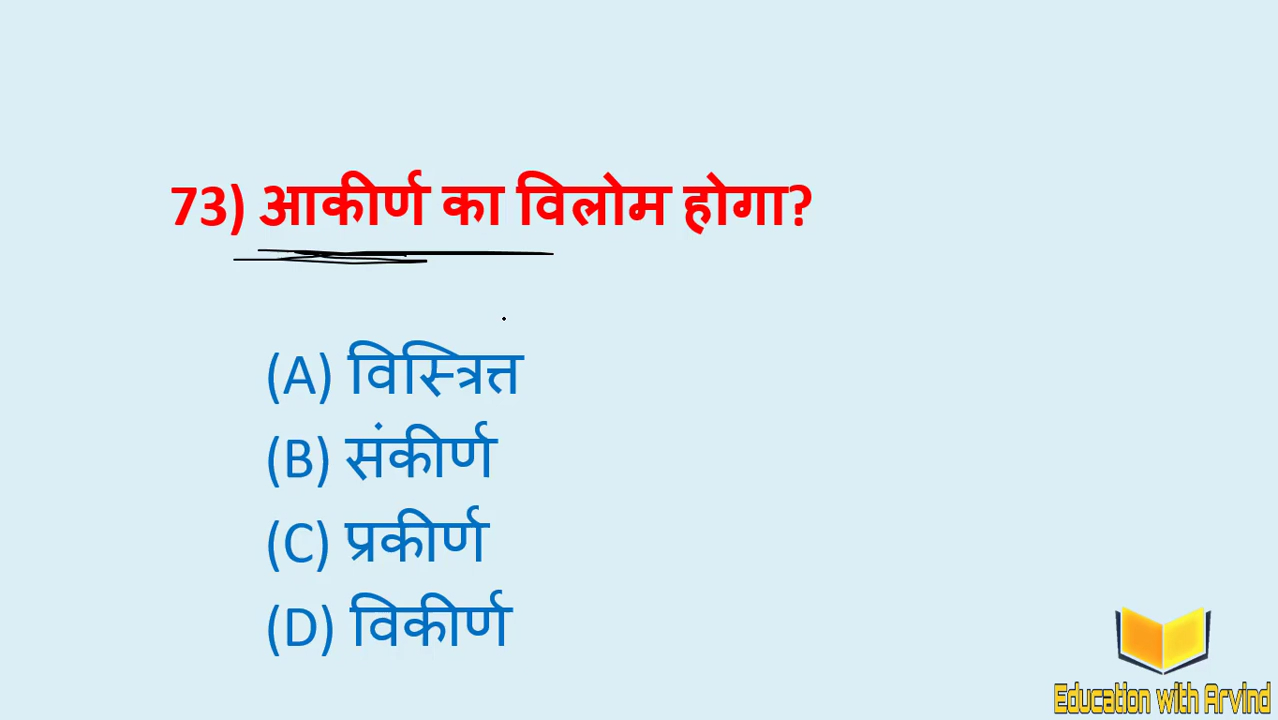 73) आकीर्ण का विलोम होगा?
(A) विस्त्रित्त
(B) संकीर्ण
(C) प्रकीर्ण
(D) विकीर्ण
Education with Arvind